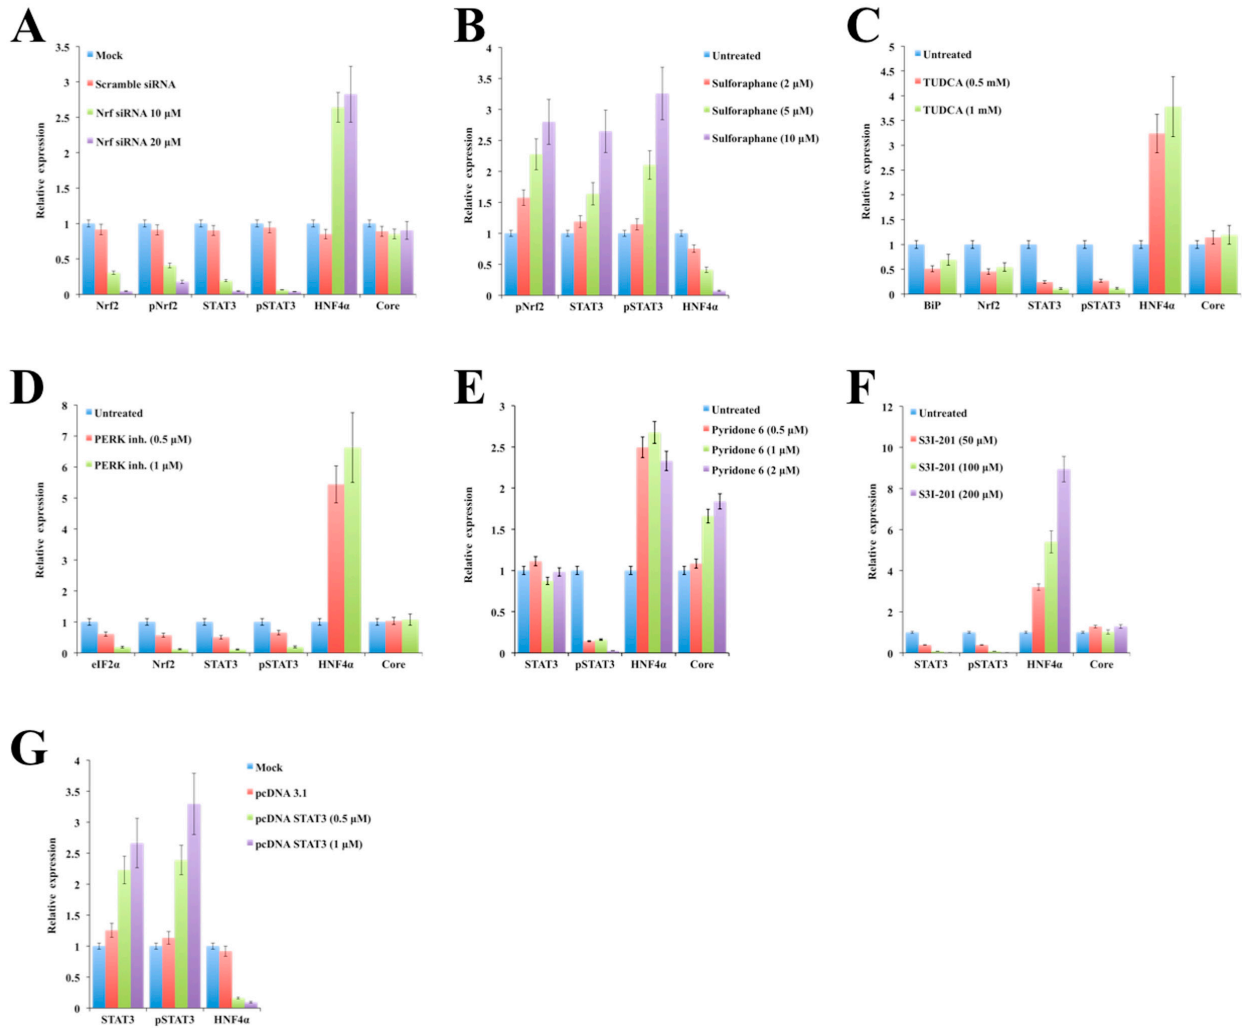 A
Relative expression
3.5
3
2.5
2
1.5
1
0.5
0
Mock
Scramble siRNA
Nrf siRNA 10 μM
Nrf siRNA 20 μM
Nrf2 pNrf2 STAT3 pSTAT3 HNF4α Core
B
Relative expression
4
3.5
3
2.5
2
1.5
1
0.5
0
Untreated
Sulforaphane (2 μM)
Sulforaphane (5 μM)
Sulforaphane (10 μM)
pNrf2 STAT3 pSTAT3 HNF4α
C
Relative expression
5
4.5
4
3.5
3
2.5
2
1.5
1
0.5
0
Untreated
TUDCA (0.5 mM)
TUDCA (1 mM)
BiP Nrf2 STAT3 pSTAT3 HNF4α Core
D
Relative expression
8
7
6
5
4
3
2
1
0
Untreated
PERK inh. (0.5 μM)
PERK inh. (1 μM)
eIF2α Nrf2 STAT3 pSTAT3 HNF4α Core
E
Relative expression
3
2.5
2
1.5
1
0.5
0
Untreated
Pyridone 6 (0.5 μM)
Pyridone 6 (1 μM)
Pyridone 6 (2 μM)
STAT3 pSTAT3 HNF4α Core
F
Relative expression
12
10
8
6
4
2
0
Untreated
S3I-201 (50 μM)
S3I-201 (100 μM)
S3I-201 (200 μM)
STAT3 pSTAT3 HNF4α Core
G
Relative expression
4
3.5
3
2.5
2
1.5
1
0.5
0
Mock
pcDNA 3.1
pcDNA STAT3 (0.5 μM)
pcDNA STAT3 (1 μM)
STAT3 pSTAT3 HNF4α